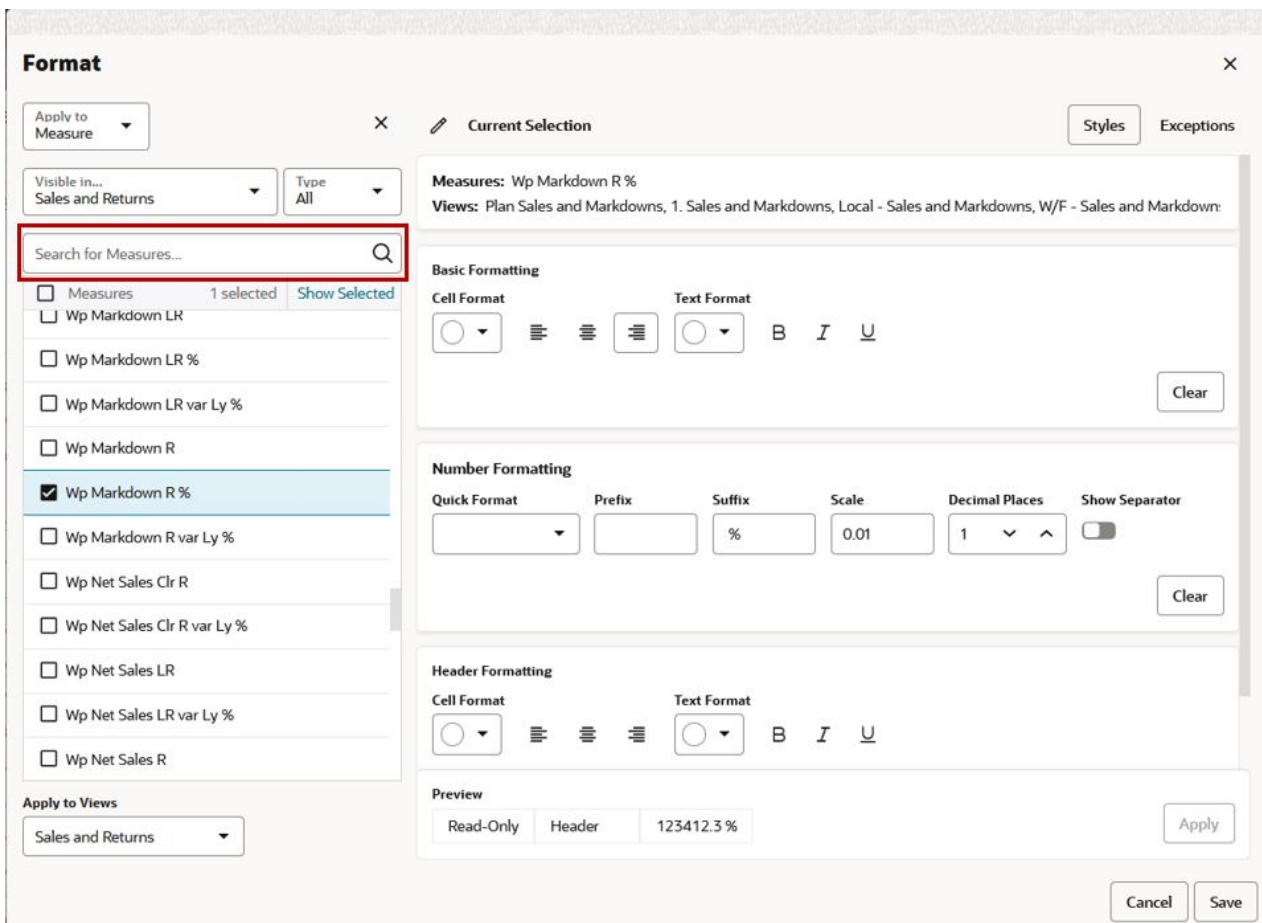 Format
Apply to
Measure
Visible in...
Sales and Returns
Type
All
Search for Measures...
Measures 1 selected Show Selected
Wp Markdown LR
Wp Markdown LR %
Wp Markdown LR var Ly %
Wp Markdown R
Wp Markdown R %
Wp Markdown R var Ly %
Wp Net Sales Clr R
Wp Net Sales Clr R var Ly %
Wp Net Sales LR
Wp Net Sales LR var Ly %
Wp Net Sales R
Apply to Views
Sales and Returns
Current Selection Styles Exceptions
Measures: Wp Markdown R %
Views: Plan Sales and Markdowns, 1. Sales and Markdowns, Local - Sales and Markdowns, W/F - Sales and Markdown
Basic Formatting
Cell Format Text Format
B I U
Clear
Number Formatting
Quick Format Prefix Suffix Scale Decimal Places Show Separator
% 0.01 1
Clear
Header Formatting
Cell Format Text Format
B I U
Preview
Read-Only Header 123412.3 % Apply
Cancel Save